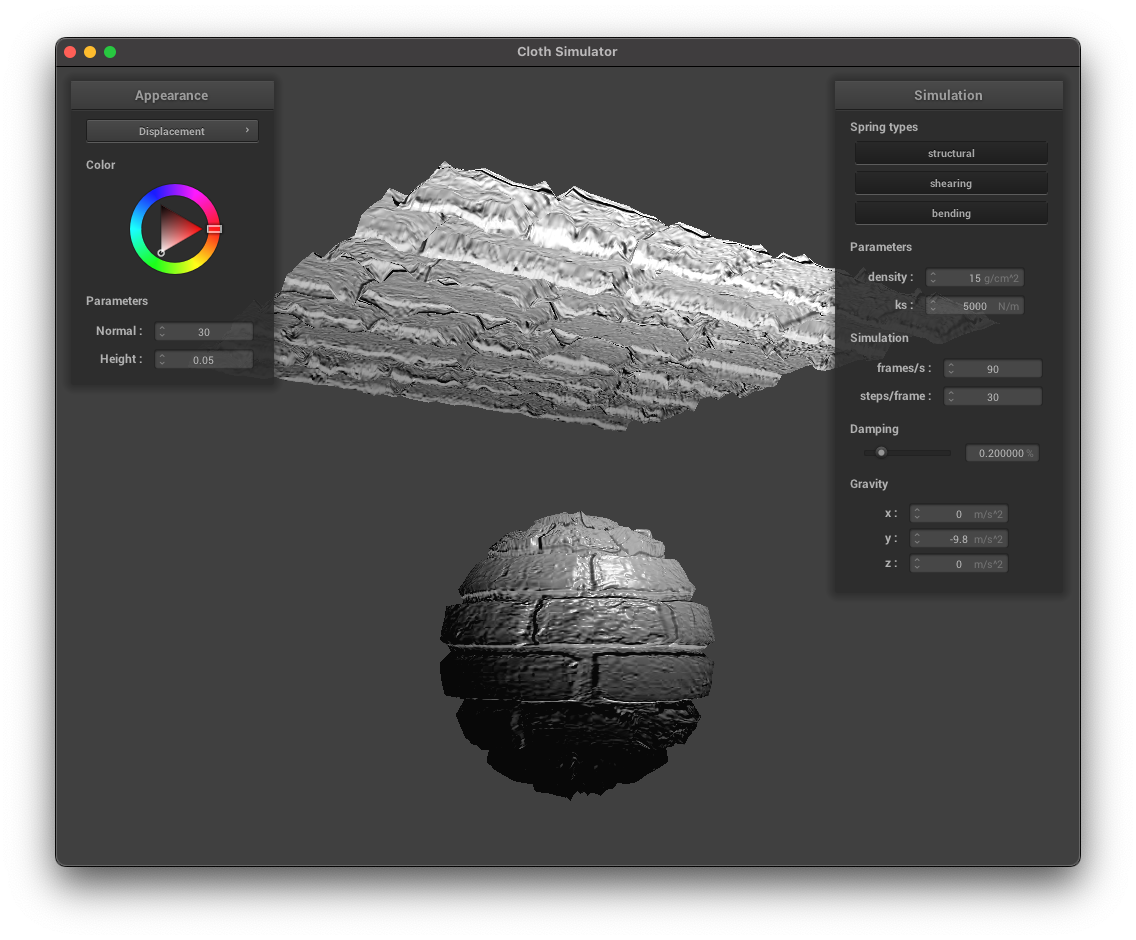 Cloth Simulator
Appearance
Displacement
Color
Parameters
Normal : 30
Height : 0.05
Simulation
Spring types
structural
shearing
bending
Parameters
density : 15 g/cm^2
ks : 5000 N/m
Simulation
frames/s : 90
steps/frame : 30
Damping
0.200000 %
Gravity
x : 0 m/s^2
y : -9.8 m/s^2
z : 0 m/s^2